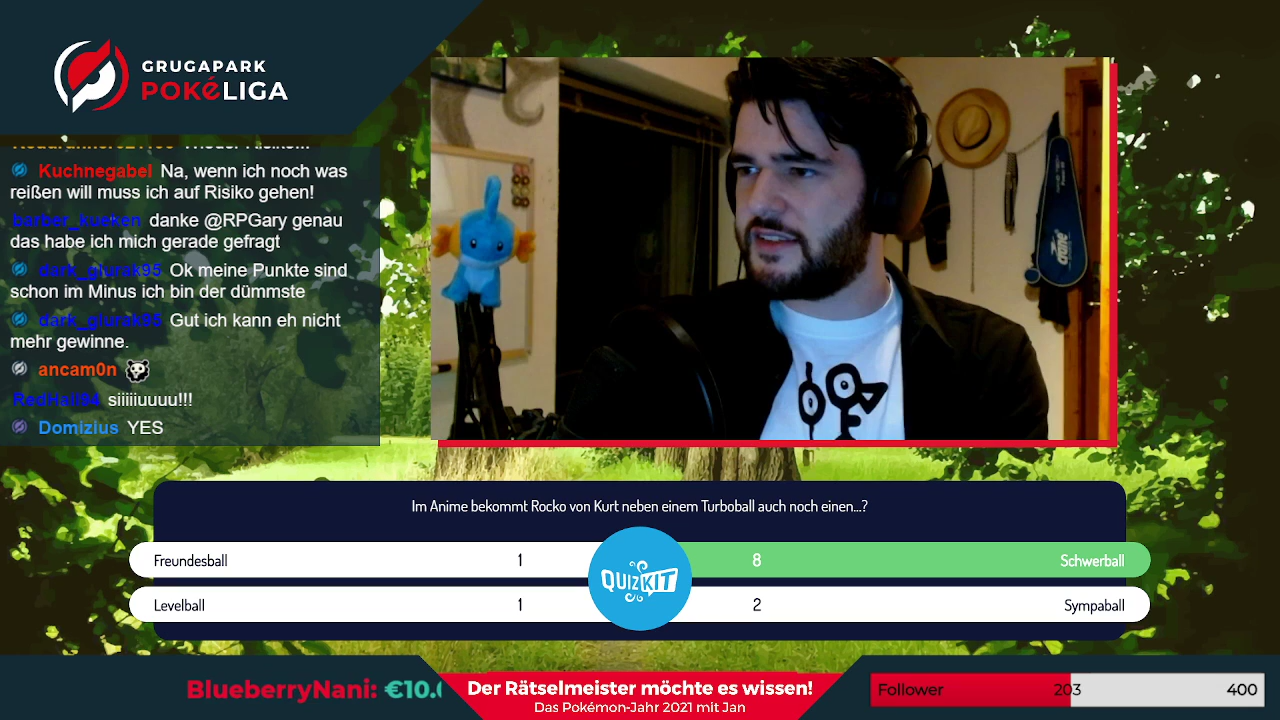 GRUGAPARK
POKéLIGA
Kuchnegabel Na, wenn ich noch was
reißen will muss ich auf Risiko gehen!
barber_kueken danke @RPGary genau
das habe ich mich gerade gefragt
dark_glurak95 Ok meine Punkte sind
schon im Minus ich bin der dümmste
dark_glurak95 Gut ich kann eh nicht
mehr gewinne.
ancam0n
RedHail94 siiiiiuuuu!!!
Domizius YES
Im Anime bekommt Rocko von Kurt neben einem Turboball auch noch einen...?
Freundesball 1
8 Schwerball
Levelball 1
2 Sympaball
QUIZKIT
BlueberryNani:
Der Rätselmeister möchte es wissen!
Das Pokémon-Jahr 2021 mit Jan
Follower 203 400